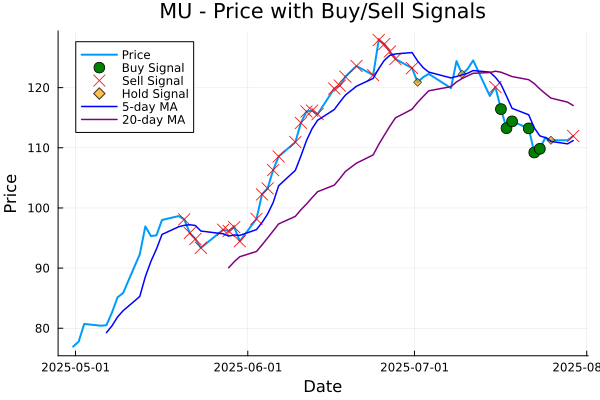 MU - Price with Buy/Sell Signals
Price
Buy Signal
Sell Signal
Hold Signal
5-day MA
20-day MA
120
110
100
90
80
Price
2025-05-01
2025-06-01
2025-07-01
2025-08
Date